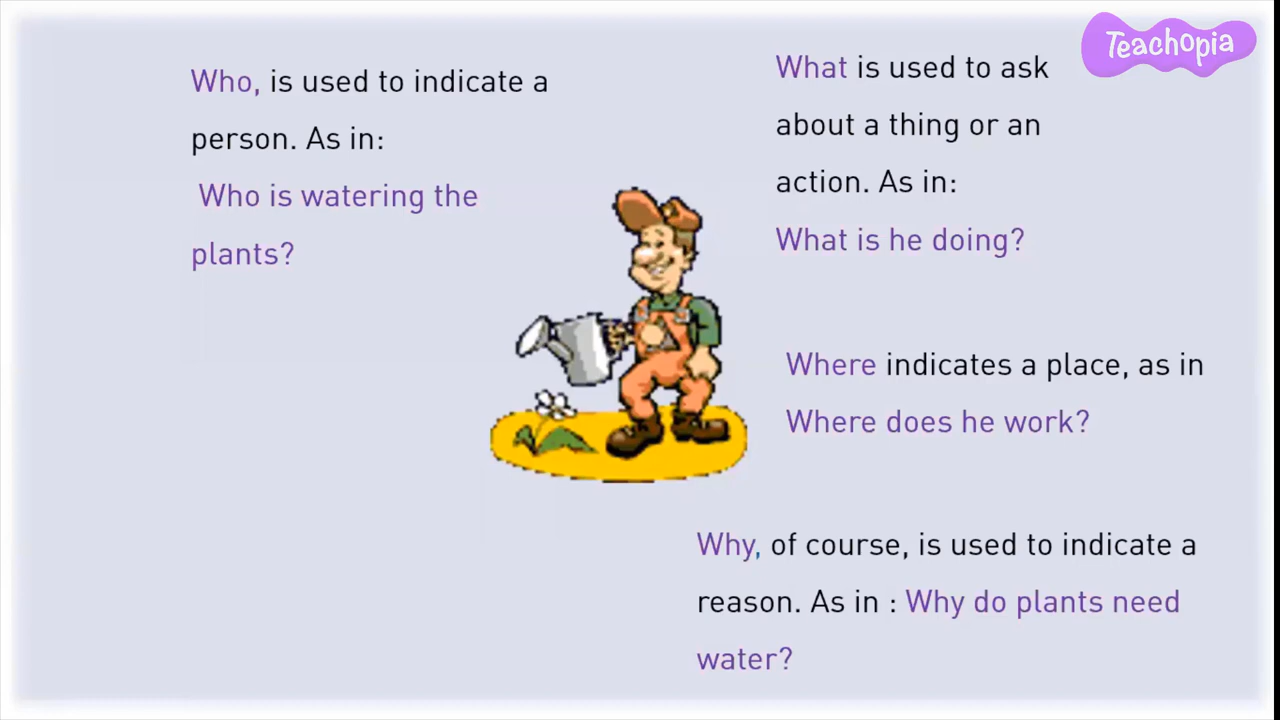 Teachopia
Who, is used to indicate a
person. As in:
Who is watering the
plants?
What is used to ask
about a thing or an
action. As in:
What is he doing?
Where indicates a place, as in
Where does he work?
Why, of course, is used to indicate a
reason. As in : Why do plants need
water?